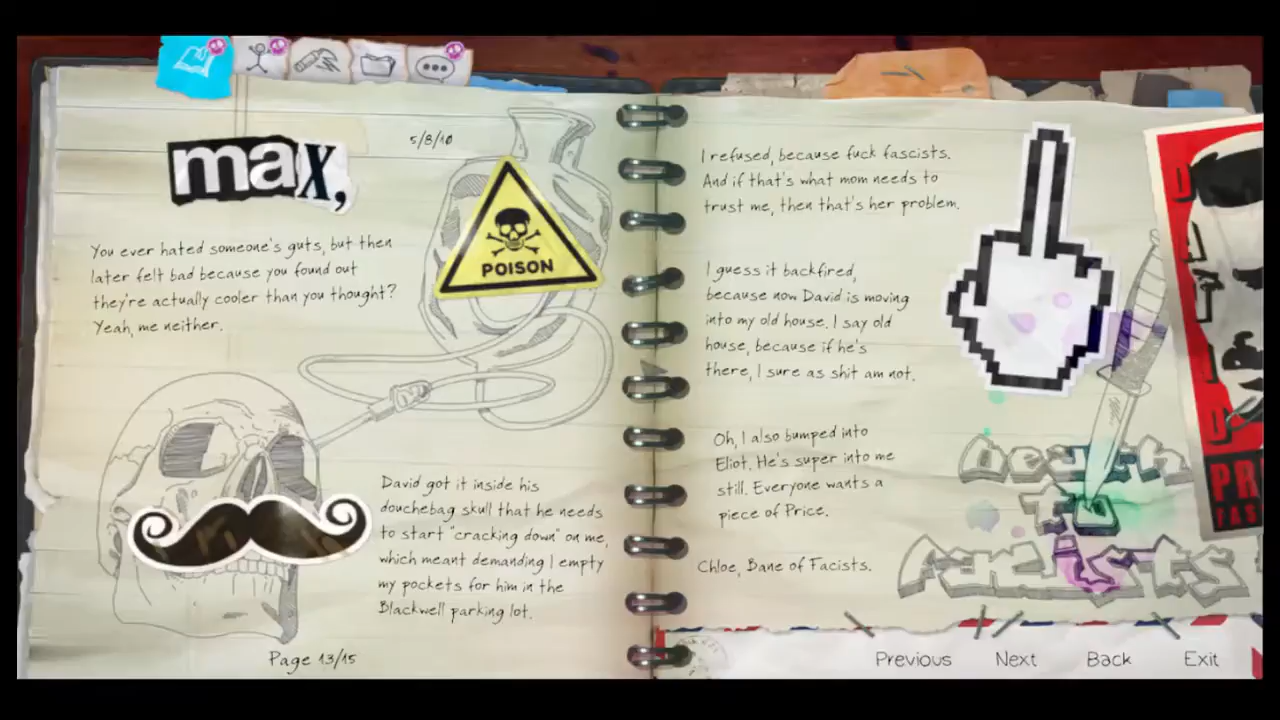 max,
5/8/10
You ever hated someone's guts, but then
later felt bad because you found out
they're actually cooler than you thought?
Yeah, me neither.
POISON
David got it inside his
douchebag skull that he needs
to start "cracking down" on me,
which meant demanding I empty
my pockets for him in the
Blackwell parking lot.
Page 13/15
I refused, because fuck fascists.
And if that's what mom needs to
trust me, then that's her problem.
I guess it backfired,
because now David is moving
into my old house. I say old
house, because if he's
there, I sure as shit am not.
Oh, I also bumped into
Eliot. He's super into me
still. Everyone wants a
piece of Price.
Chloe, Bane of Facists.
death
PR
FAS
Previous
Next
Back
Exit